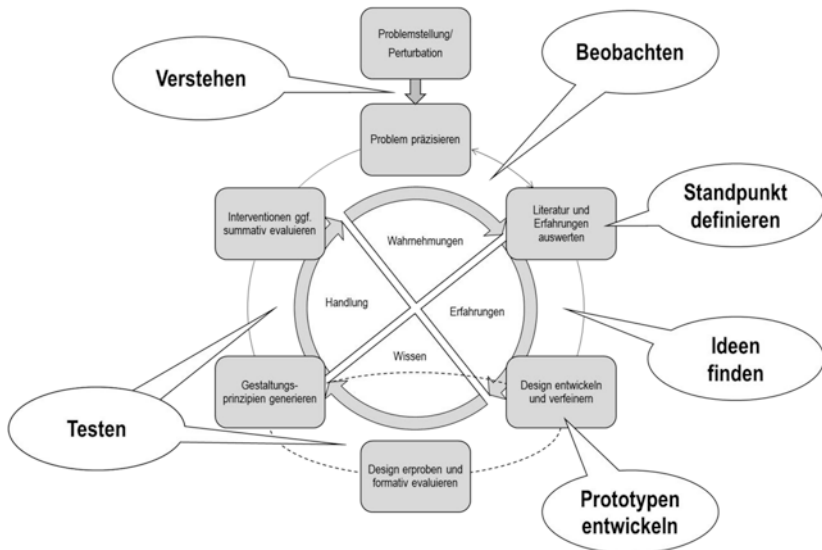 Problemstellung/
Perturbation
Verstehen
Beobachten
Problem präzisieren
Interventionen ggf.
summativ evaluieren
Literatur und
Erfahrungen
auswerten
Standpunkt
definieren
Wahrnehmungen
Handlung
Erfahrungen
Wissen
Ideen
finden
Gestaltungs-
prinzipien generieren
Design entwickeln
und verfeinern
Testen
Design erproben und
formativ evaluieren
Prototypen
entwickeln